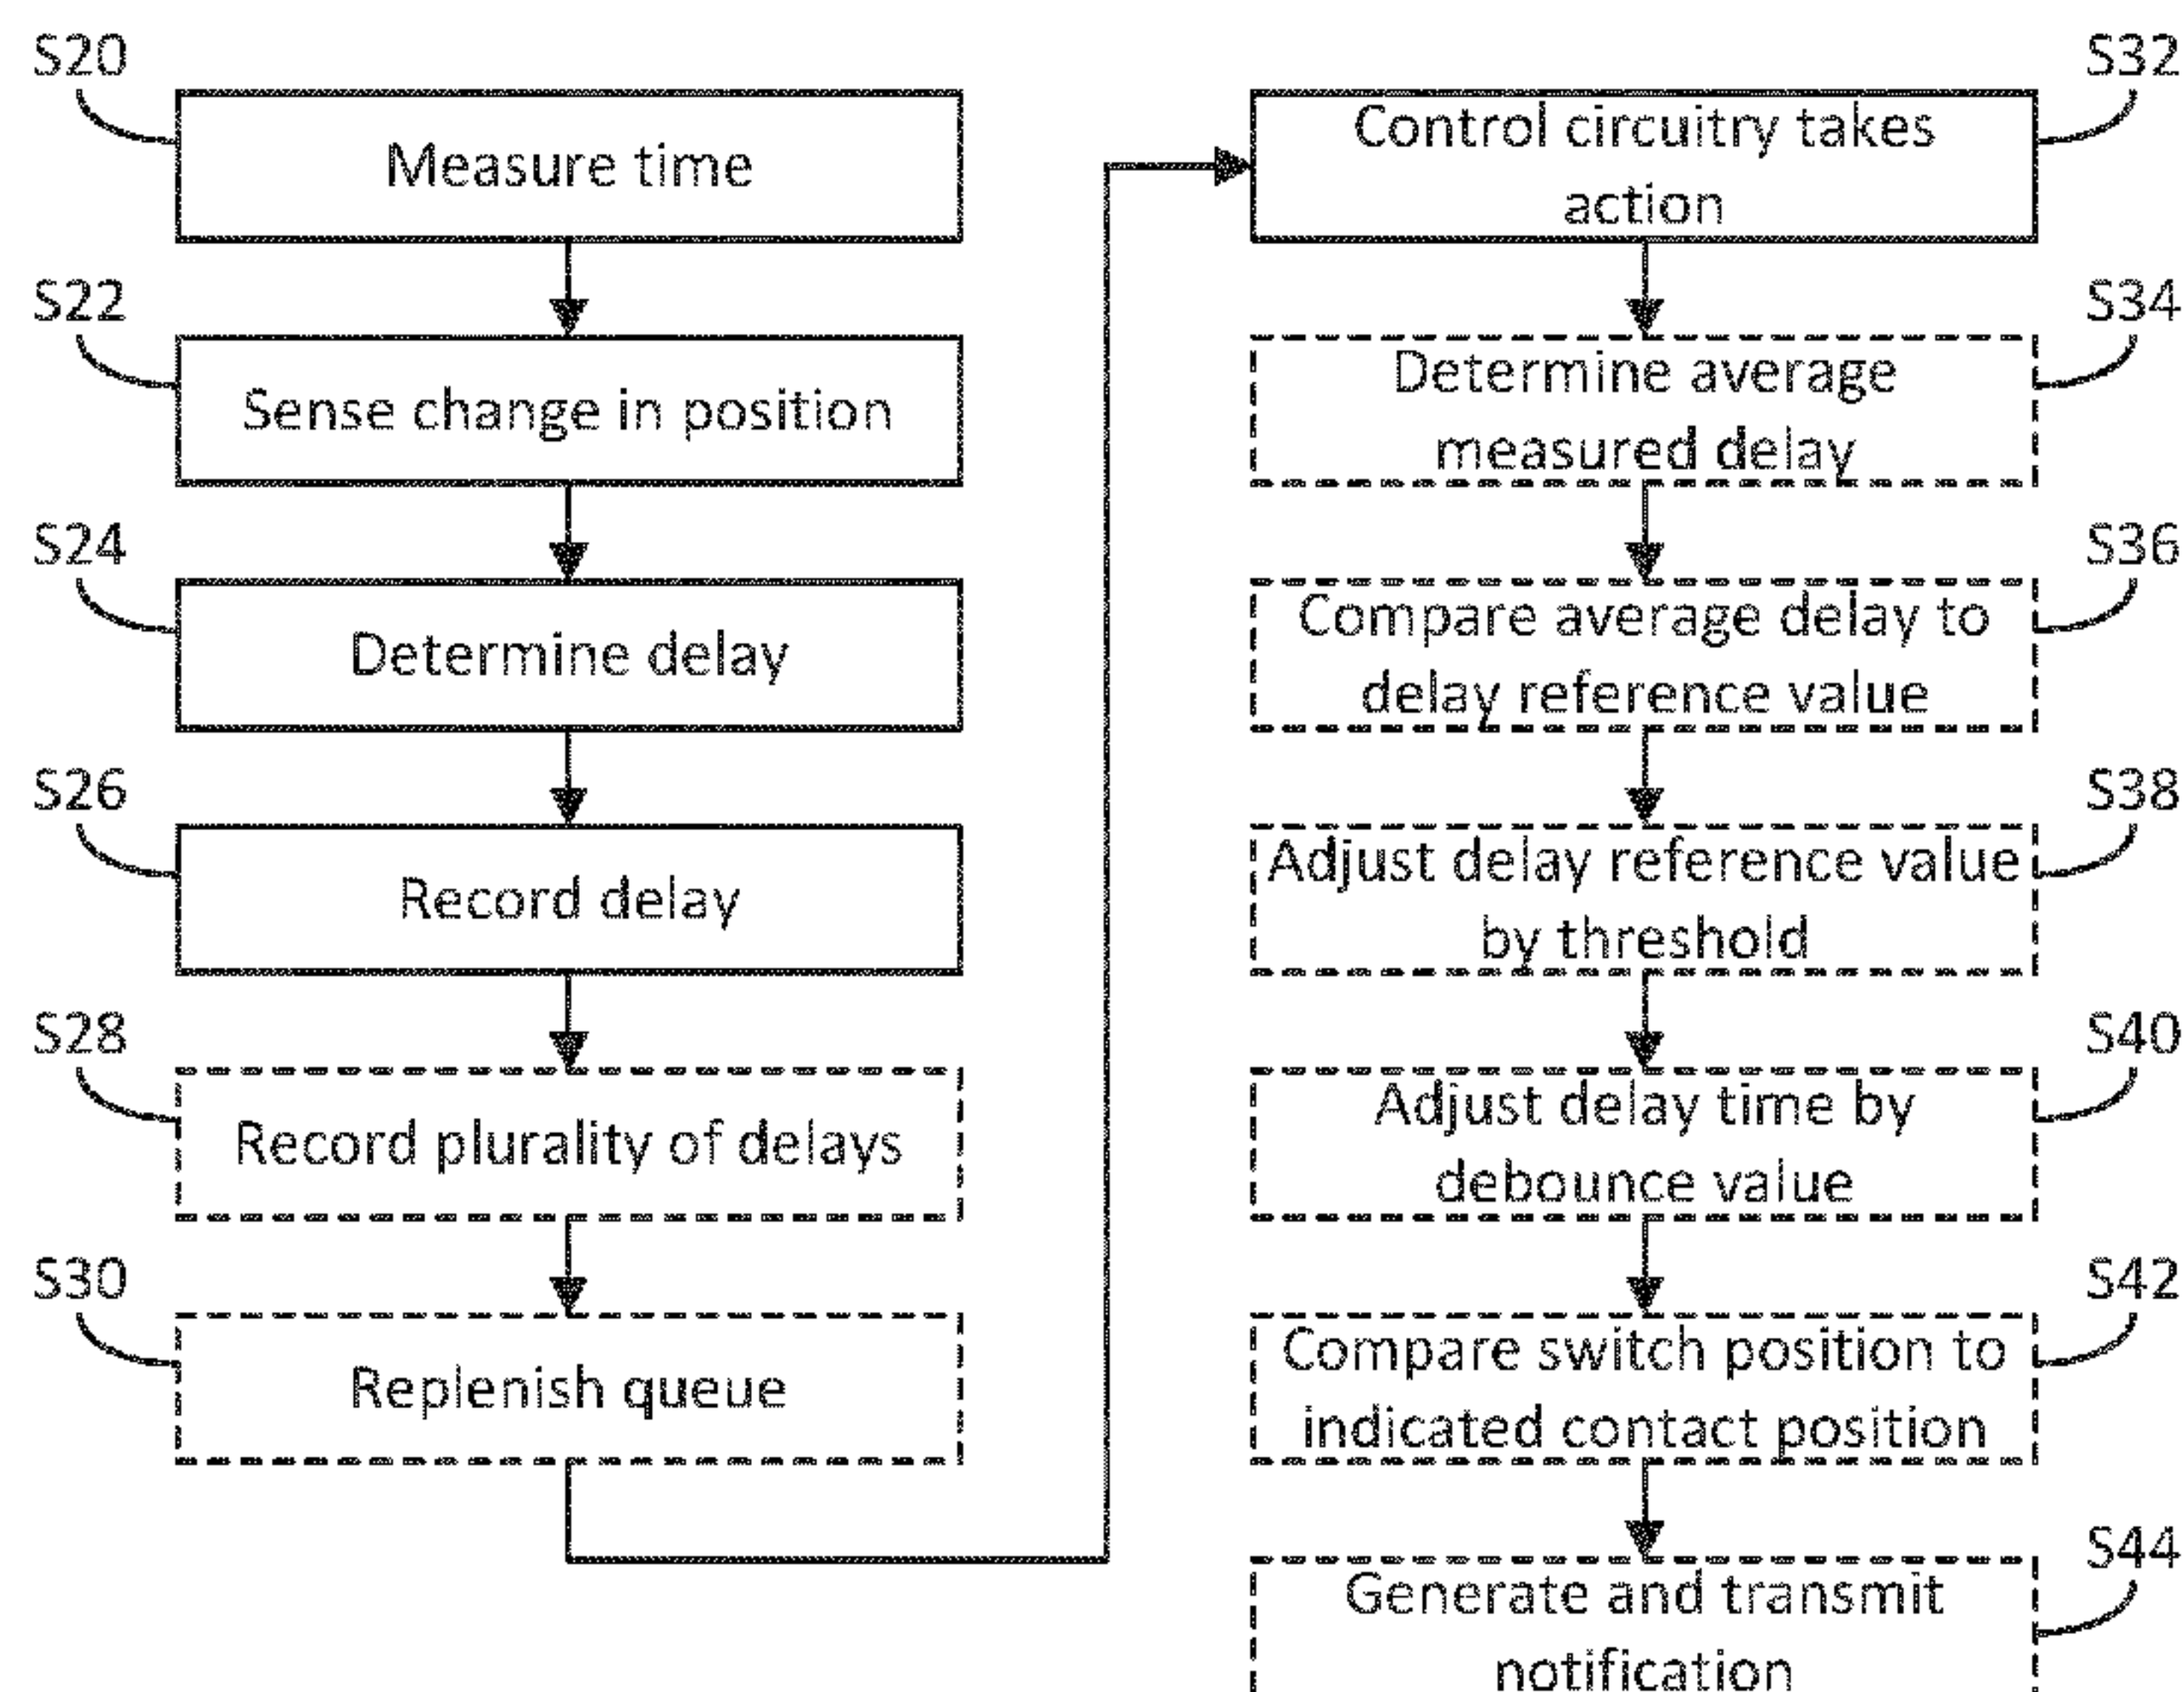 S20
Measure time
S22
Sense change in position
S24
Determine delay
S26
Record delay
S28
Record plurality of delays
S30
Replenish queue
S32
Control circuitry takes
action
S34
Determine average
measured delay
S36
Compare average delay to
delay reference value
S38
Adjust delay reference value
by threshold
S40
Adjust delay time by
debounce value
S42
Compare switch position to
indicated contact position
S44
Generate and transmit
notification